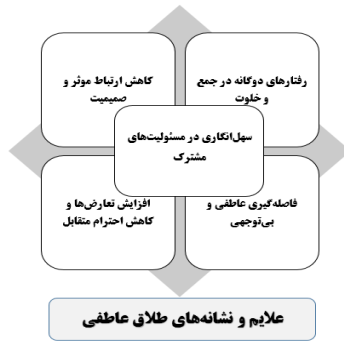 رفتارهای دوگانه در جمع
و خلوت
کاهش ارتباط موثر و
صمیمیت
سهل‌انگاری در مسئولیت‌های
مشترک
فاصله‌گیری عاطفی و
بی‌توجهی
افزایش تعارض‌ها و
کاهش احترام متقابل
علایم و نشانه‌های طلاق عاطفی